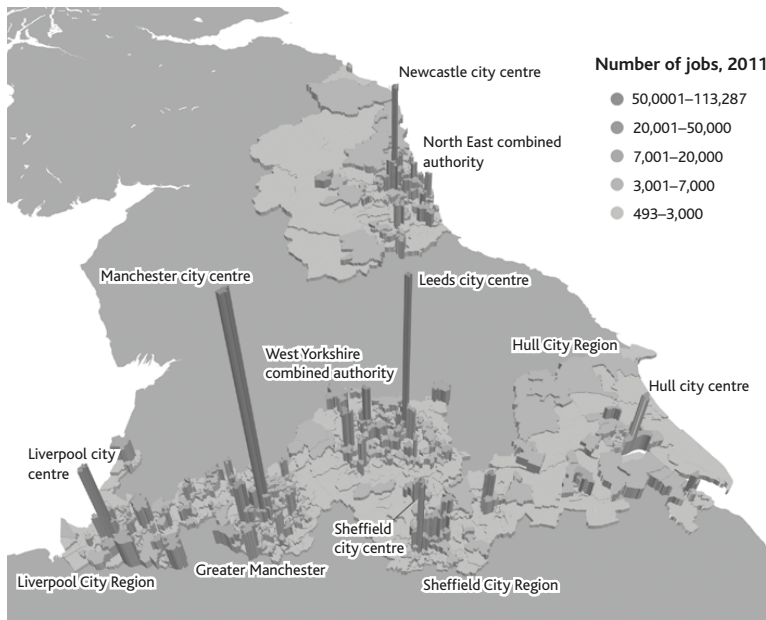 Number of jobs, 2011
50,0001–113,287
20,001–50,000
7,001–20,000
3,001–7,000
493–3,000
Newcastle city centre
North East combined
authority
Manchester city centre
Leeds city centre
West Yorkshire
combined authority
Hull City Region
Hull city centre
Liverpool city
centre
Sheffield
city centre
Liverpool City Region
Greater Manchester
Sheffield City Region